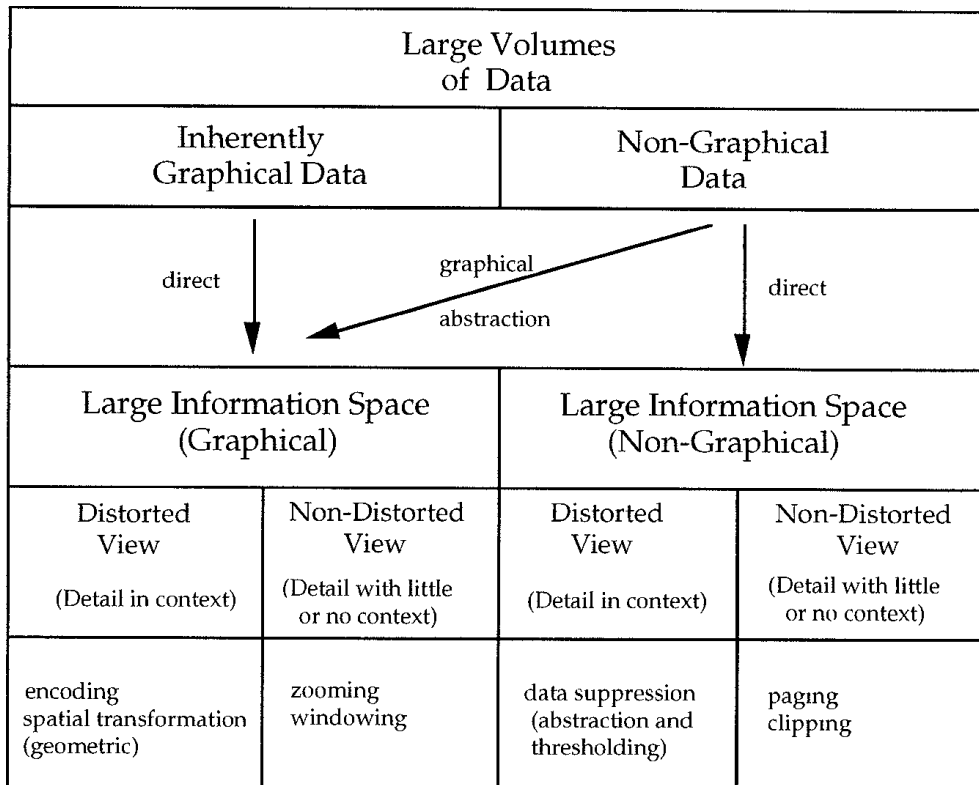 Large Volumes
of Data
Inherently
Graphical Data
Non-Graphical
Data
direct
graphical
abstraction
direct
Large Information Space
(Graphical)
Large Information Space
(Non-Graphical)
Distorted
View
(Detail in context)
Non-Distorted
View
(Detail with little
or no context)
Distorted
View
(Detail in context)
Non-Distorted
View
(Detail with little
or no context)
encoding
spatial transformation
(geometric)
zooming
windowing
data suppression
(abstraction and
thresholding)
paging
clipping